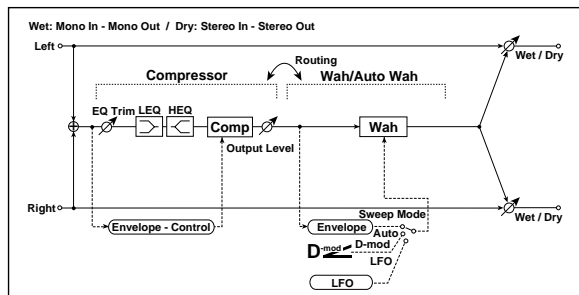 Wet: Mono In - Mono Out / Dry: Stereo In - Stereo Out
Left
Wet / Dry
Routing
Compressor
Wah/Auto Wah
EQ Trim
LEQ
HEQ
Comp
Output Level
Wah
Right
Wet / Dry
Envelope - Control
Envelope
Sweep Mode
Auto
D-mod
D-mod
LFO
LFO